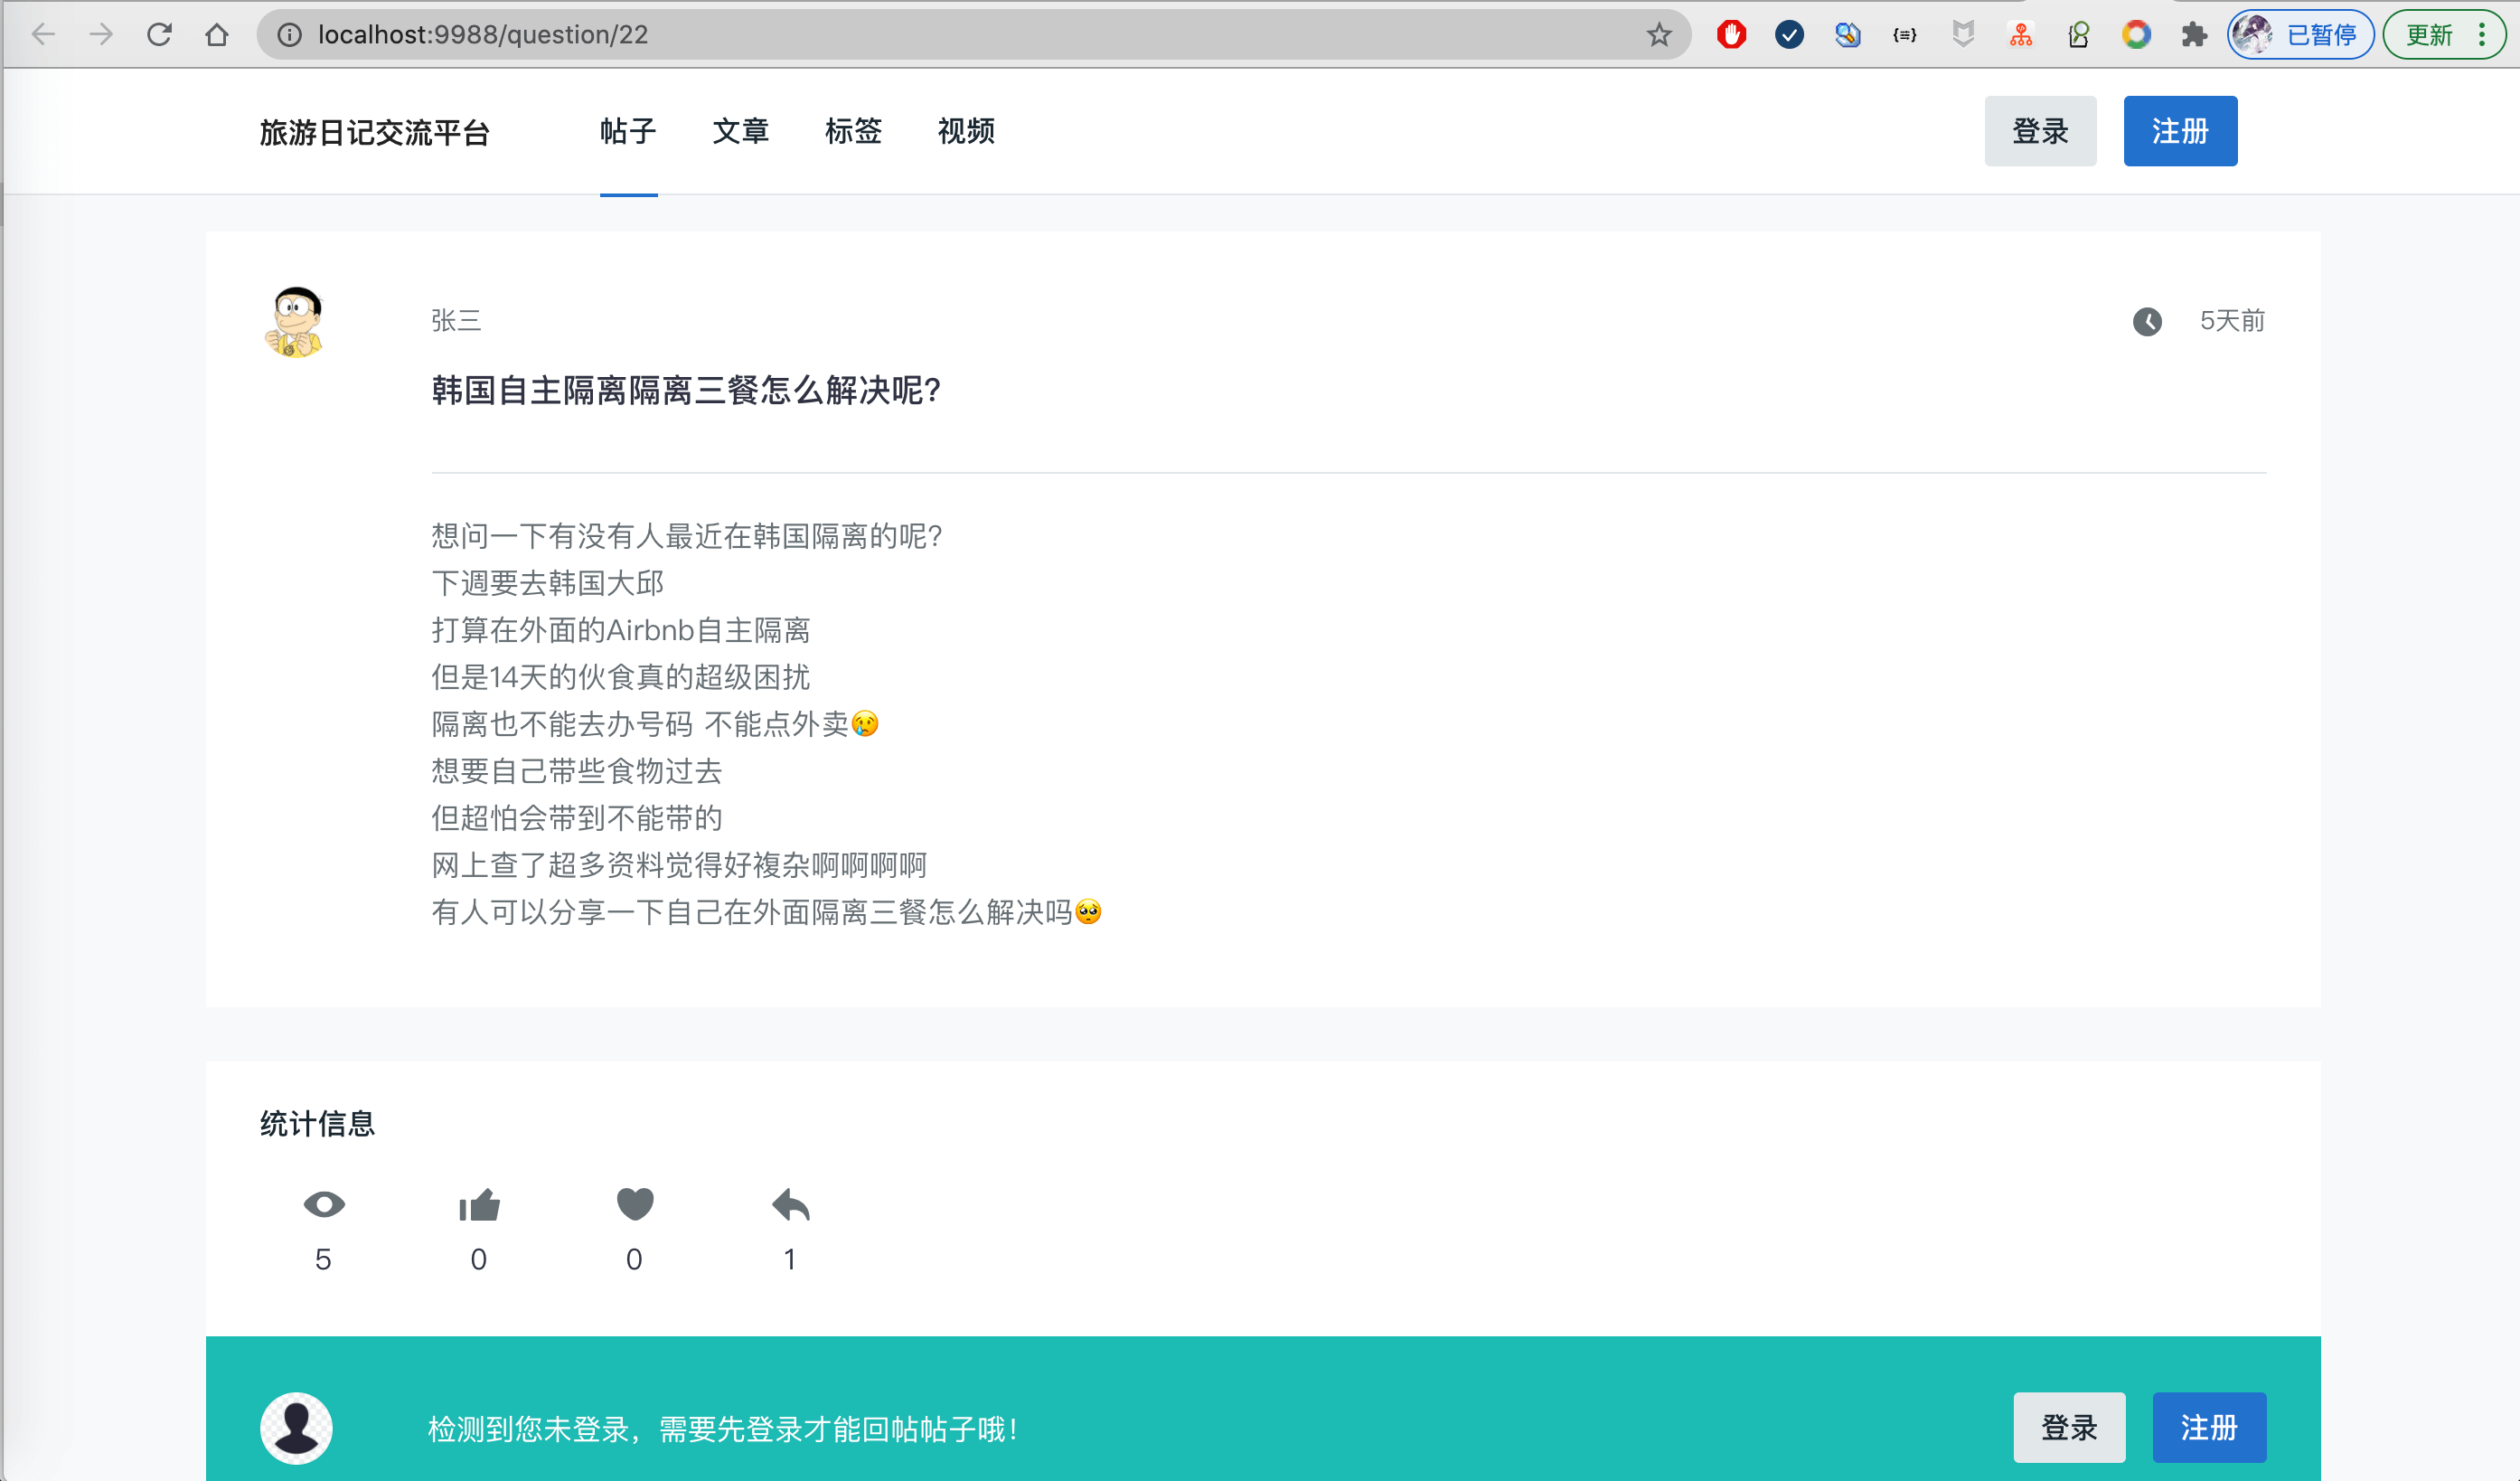 localhost:9988/question/22
已暂停
更新
旅游日记交流平台
帖子
文章
标签
视频
登录
注册
张三
5天前
韩国自主隔离隔离三餐怎么解决呢?
想问一下有没有人最近在韩国隔离的呢?
下週要去韩国大邱
打算在外面的Airbnb自主隔离
但是14天的伙食真的超级困扰
隔离也不能去办号码 不能点外卖😢
想要自己带些食物过去
但超怕会带到不能带的
网上查了超多资料觉得好複杂啊啊啊啊
有人可以分享一下自己在外面隔离三餐怎么解决吗🥺
统计信息
5
0
0
1
检测到您未登录，需要先登录才能回帖帖子哦！
登录
注册